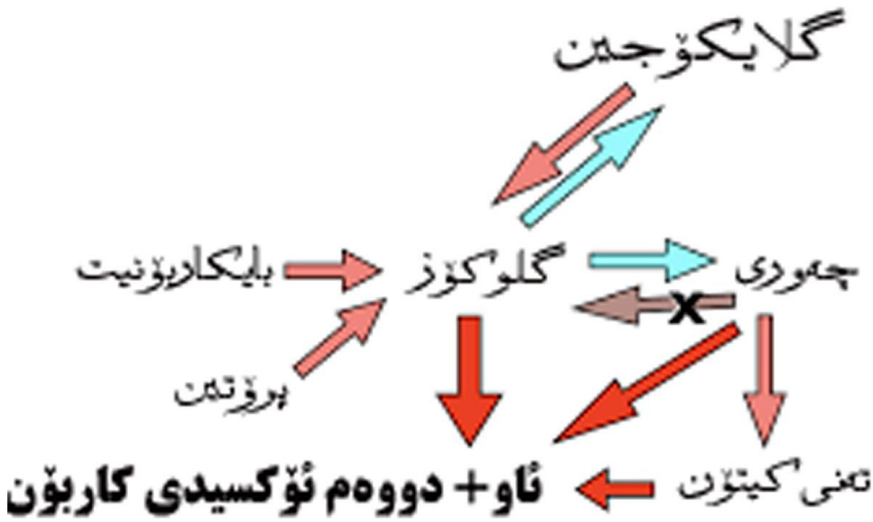 گلایکۆجین
چەوری
x
گلوکۆز
بایکاربۆنیت
پرۆتین
تەنی کیتۆن
ئاو+ دووەم ئۆکسیدی کاربۆن